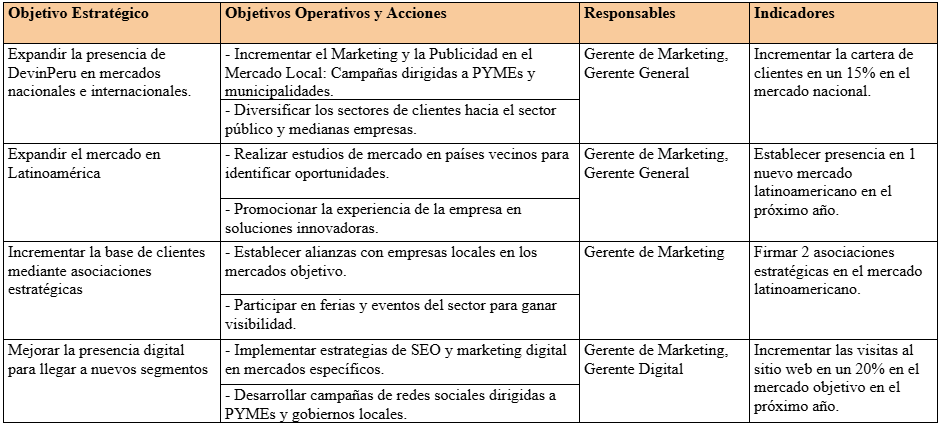 Objetivo Estratégico
Objetivos Operativos y Acciones
Responsables
Indicadores
Expandir la presencia de
DevinPeru en mercados
nacionales e internacionales.
- Incrementar el Marketing y la Publicidad en el
Mercado Local: Campañas dirigidas a PYMEs y
municipalidades.
- Diversificar los sectores de clientes hacia el sector
público y medianas empresas.
Gerente de Marketing,
Gerente General
Incrementar la cartera de
clientes en un 15% en el
mercado nacional.
Expandir el mercado en
Latinoamérica
- Realizar estudios de mercado en países vecinos para
identificar oportunidades.
- Promocionar la experiencia de la empresa en
soluciones innovadoras.
Gerente de Marketing,
Gerente General
Establecer presencia en 1
nuevo mercado
latinoamericano en el
próximo año.
Incrementar la base de clientes
mediante asociaciones
estratégicas
- Establecer alianzas con empresas locales en los
mercados objetivo.
- Participar en ferias y eventos del sector para ganar
visibilidad.
Gerente de Marketing
Firmar 2 asociaciones
estratégicas en el mercado
latinoamericano.
Mejorar la presencia digital
para llegar a nuevos segmentos
- Implementar estrategias de SEO y marketing digital
en mercados específicos.
- Desarrollar campañas de redes sociales dirigidas a
PYMEs y gobiernos locales.
Gerente de Marketing,
Gerente Digital
Incrementar las visitas al
sitio web en un 20% en el
mercado objetivo en el
próximo año.